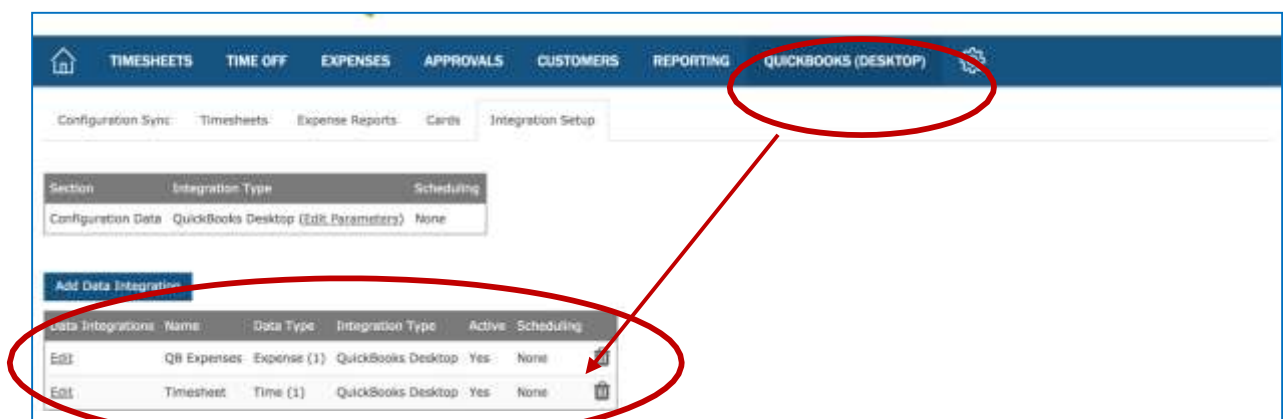 TIMESHEETS TIME OFF EXPENSES APPROVALS CUSTOMERS REPORTING QUICKBOOKS (DESKTOP)
Configuration Sync Timesheets Expense Reports Cards Integration Setup
Section Integration Type Scheduling
Configuration Data QuickBooks Desktop (Edit Parameters) None
Add Data Integration
Data Integrations Name Data Type Integration Type Active Scheduling
Edit QB Expenses Expense (1) QuickBooks Desktop Yes None
Edit Timesheet Time (1) QuickBooks Desktop Yes None